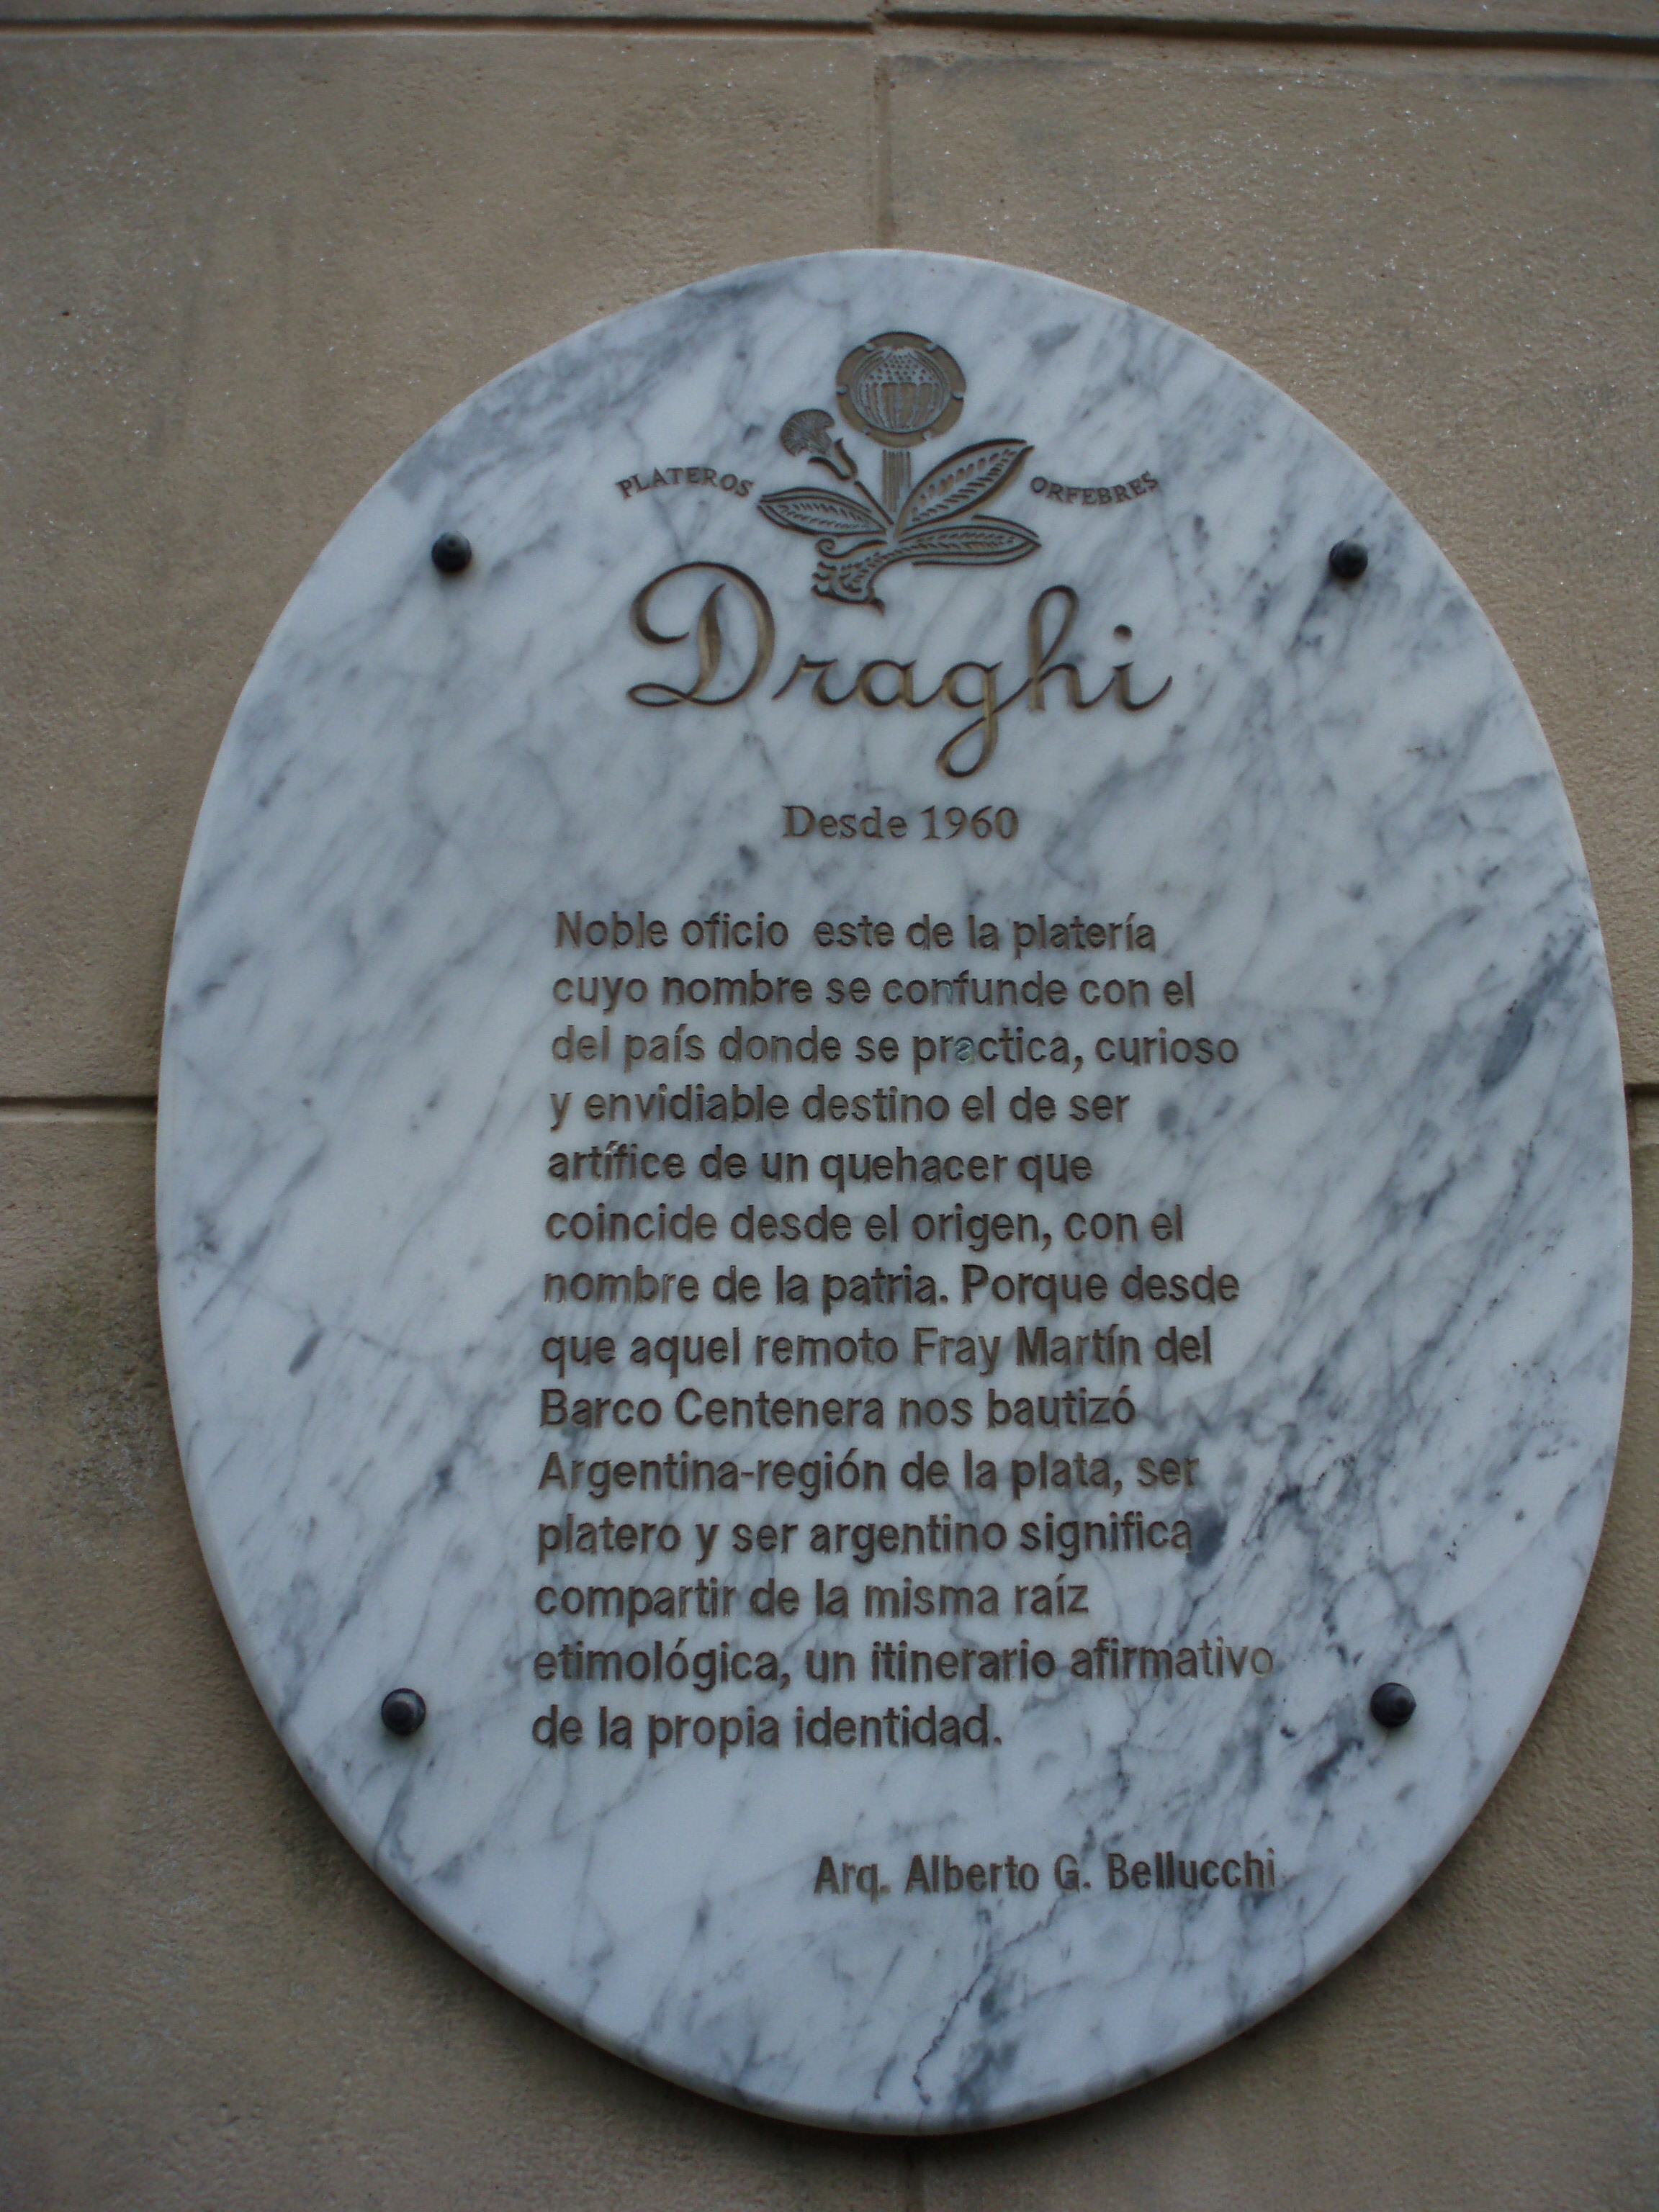 PLATEROS ORFEBRES
Draghi
Desde 1960
Noble oficio este de la platería
cuyo nombre se confunde con el
del país donde se practica, curioso
y envidiable destino el de ser
artífice de un quehacer que
coincide desde el origen, con el
nombre de la patria. Porque desde
que aquel remoto Fray Martín del
Barco Centenera nos bautizó
Argentina-región de la plata, ser
platero y ser argentino significa
compartir de la misma raíz
etimológica, un itinerario afirmativo
de la propia identidad.
Arq. Alberto G. Bellucchi